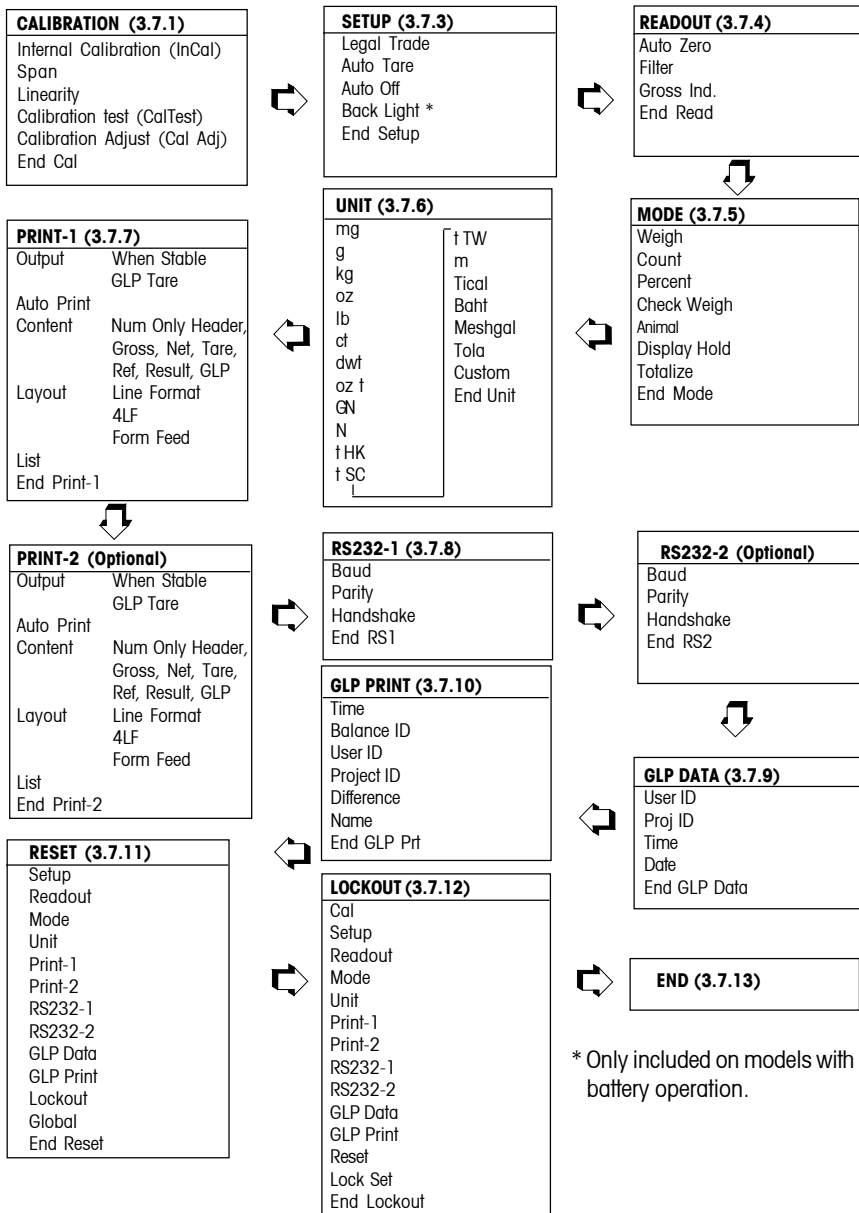 CALIBRATION (3.7.1)
Internal Calibration (InCal)
Span
Linearity
Calibration test (CalTest)
Calibration Adjust (Cal Adj)
End Cal
SETUP (3.7.3)
Legal Trade
Auto Tare
Auto Off
Back Light *
End Setup
READOUT (3.7.4)
Auto Zero
Filter
Gross Ind.
End Read
MODE (3.7.5)
Weigh
Count
Percent
Check Weigh
Animal
Display Hold
Totalize
End Mode
UNIT (3.7.6)
mg
g
kg
oz
lb
ct
dwt
oz t
GN
N
t HK
t SC
t TW
m
Tical
Baht
Meshgal
Tola
Custom
End Unit
PRINT-1 (3.7.7)
Output When Stable
GLP Tare
Auto Print
Content Num Only Header,
Gross, Net, Tare,
Ref, Result, GLP
Layout Line Format
4LF
Form Feed
List
End Print-1
PRINT-2 (Optional)
Output When Stable
GLP Tare
Auto Print
Content Num Only Header,
Gross, Net, Tare,
Ref, Result, GLP
Layout Line Format
4LF
Form Feed
List
End Print-2
RS232-1 (3.7.8)
Baud
Parity
Handshake
End RS1
RS232-2 (Optional)
Baud
Parity
Handshake
End RS2
GLP DATA (3.7.9)
User ID
Proj ID
Time
Date
End GLP Data
GLP PRINT (3.7.10)
Time
Balance ID
User ID
Project ID
Difference
Name
End GLP Prt
RESET (3.7.11)
Setup
Readout
Mode
Unit
Print-1
Print-2
RS232-1
RS232-2
GLP Data
GLP Print
Lockout
Global
End Reset
LOCKOUT (3.7.12)
Cal
Setup
Readout
Mode
Unit
Print-1
Print-2
RS232-1
RS232-2
GLP Data
GLP Print
Reset
Lock Set
End Lockout
END (3.7.13)
* Only included on models with
battery operation.